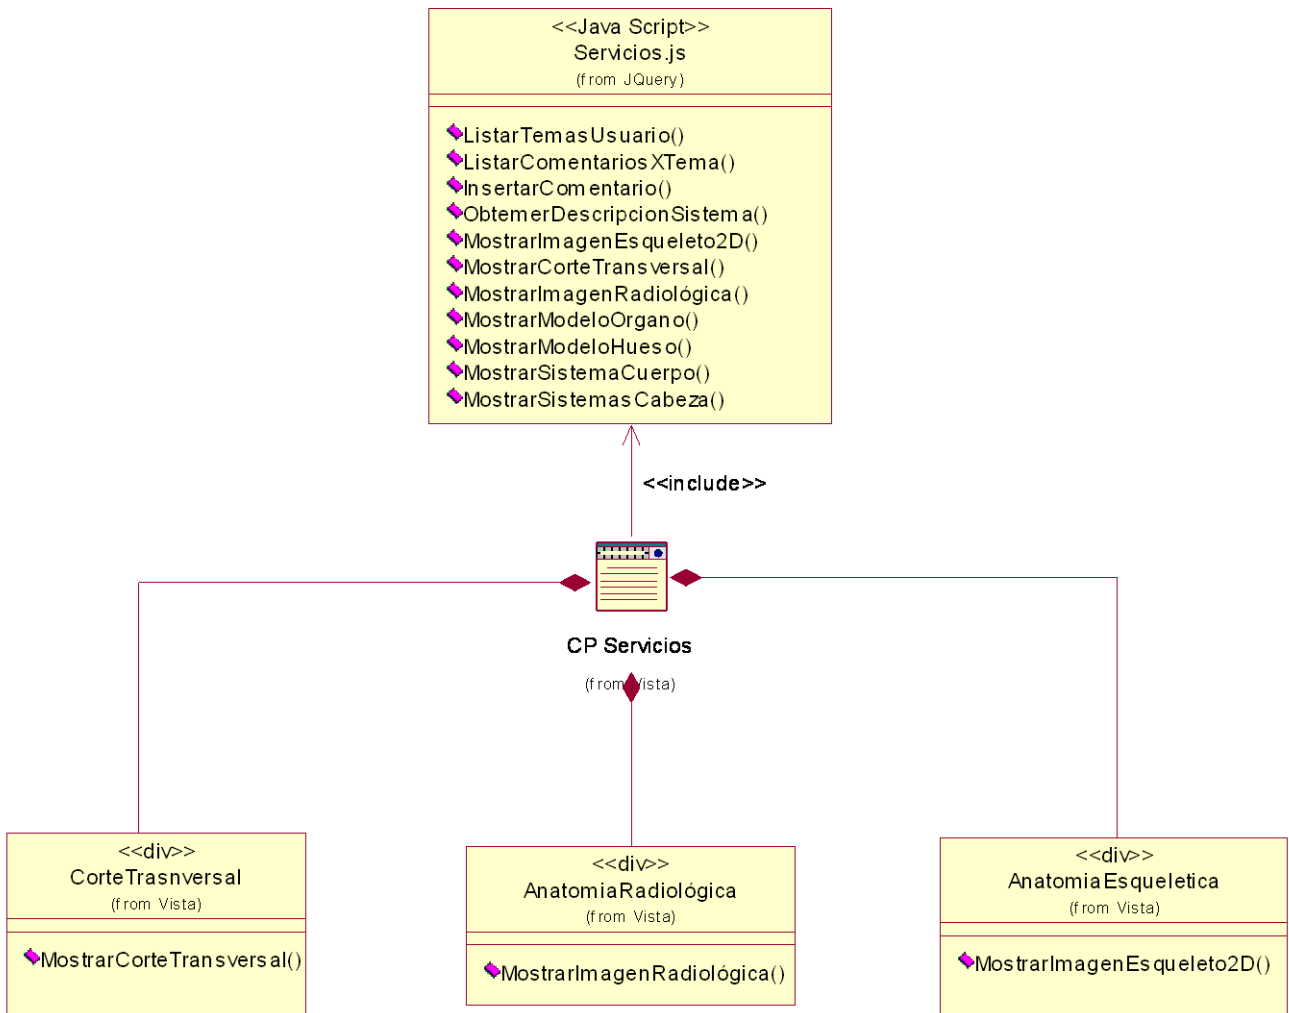 <<Java Script>>
Servicios.js
(from JQuery)
ListarTemasUsuario()
ListarComentariosXTema()
InsertarComentario()
ObtemerDescripcionSistema()
MostrarImagenEsqueleto2D()
MostrarCorteTransversal()
MostrarImagenRadiológica()
MostrarModeloOrgano()
MostrarModeloHueso()
MostrarSistemaCuerpo()
MostrarSistemasCabeza()
<<include>>
CP Servicios
(from Vista)
<<div>>
CorteTrasnversal
(from Vista)
MostrarCorteTransversal()
<<div>>
AnatomiaRadiológica
(from Vista)
MostrarImagenRadiológica()
<<div>>
AnatomiaEsqueletica
(from Vista)
MostrarImagenEsqueleto2D()